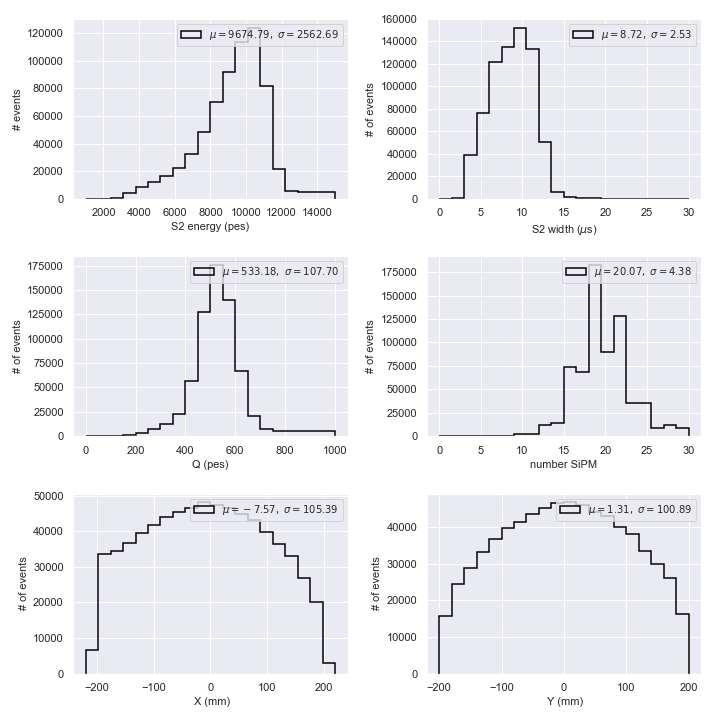 μ = 9674.79, σ = 2562.69
# events
120000
100000
80000
60000
40000
20000
0
2000 4000 6000 8000 10000 12000 14000
S2 energy (pes)
μ = 8.72, σ = 2.53
# of events
160000
140000
120000
100000
80000
60000
40000
20000
0
0 5 10 15 20 25 30
S2 width (μs)
μ = 533.18, σ = 107.70
# of events
175000
150000
125000
100000
75000
50000
25000
0
0 200 400 600 800 1000
Q (pes)
μ = 20.07, σ = 4.38
# of events
175000
150000
125000
100000
75000
50000
25000
0
0 5 10 15 20 25 30
number SiPM
μ = −7.57, σ = 105.39
# of events
50000
40000
30000
20000
10000
0
−200 −100 0 100 200
X (mm)
μ = 1.31, σ = 100.89
# of events
40000
30000
20000
10000
0
−200 −100 0 100 200
Y (mm)